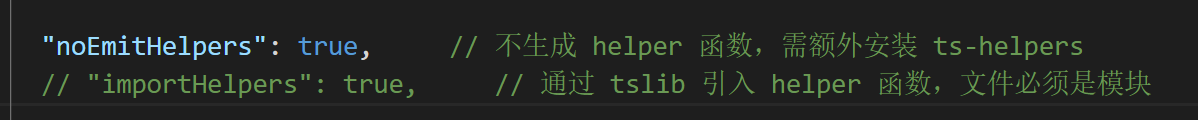 "noEmitHelpers": true,     // 不生成 helper 函数，需额外安装 ts-helpers
// "importHelpers": true,     // 通过 tslib 引入 helper 函数，文件必须是模块